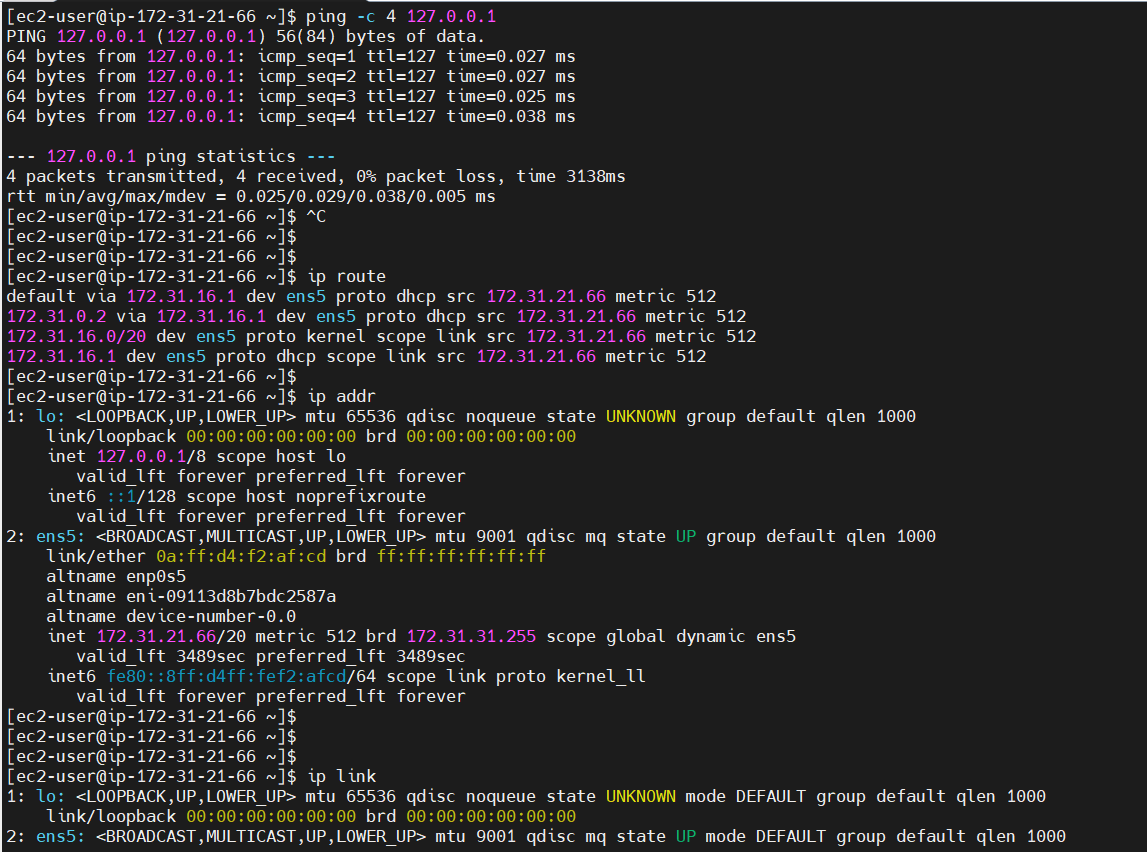 [ec2-user@ip-172-31-21-66 ~]$ ping -c 4 127.0.0.1
PING 127.0.0.1 (127.0.0.1) 56(84) bytes of data.
64 bytes from 127.0.0.1: icmp_seq=1 ttl=127 time=0.027 ms
64 bytes from 127.0.0.1: icmp_seq=2 ttl=127 time=0.027 ms
64 bytes from 127.0.0.1: icmp_seq=3 ttl=127 time=0.025 ms
64 bytes from 127.0.0.1: icmp_seq=4 ttl=127 time=0.038 ms

--- 127.0.0.1 ping statistics ---
4 packets transmitted, 4 received, 0% packet loss, time 3138ms
rtt min/avg/max/mdev = 0.025/0.029/0.038/0.005 ms
[ec2-user@ip-172-31-21-66 ~]$ ^C
[ec2-user@ip-172-31-21-66 ~]$
[ec2-user@ip-172-31-21-66 ~]$
[ec2-user@ip-172-31-21-66 ~]$ ip route
default via 172.31.16.1 dev ens5 proto dhcp src 172.31.21.66 metric 512
172.31.0.2 via 172.31.16.1 dev ens5 proto dhcp src 172.31.21.66 metric 512
172.31.16.0/20 dev ens5 proto kernel scope link src 172.31.21.66 metric 512
172.31.16.1 dev ens5 proto dhcp scope link src 172.31.21.66 metric 512
[ec2-user@ip-172-31-21-66 ~]$
[ec2-user@ip-172-31-21-66 ~]$ ip addr
1: lo: <LOOPBACK,UP,LOWER_UP> mtu 65536 qdisc noqueue state UNKNOWN group default qlen 1000
    link/loopback 00:00:00:00:00:00 brd 00:00:00:00:00:00
    inet 127.0.0.1/8 scope host lo
       valid_lft forever preferred_lft forever
    inet6 ::1/128 scope host noprefixroute
       valid_lft forever preferred_lft forever
2: ens5: <BROADCAST,MULTICAST,UP,LOWER_UP> mtu 9001 qdisc mq state UP group default qlen 1000
    link/ether 0a:ff:d4:f2:af:cd brd ff:ff:ff:ff:ff:ff
    altname enp0s5
    altname eni-09113d8b7bdc2587a
    altname device-number-0.0
    inet 172.31.21.66/20 metric 512 brd 172.31.31.255 scope global dynamic ens5
       valid_lft 3489sec preferred_lft 3489sec
    inet6 fe80::8ff:d4ff:fef2:afcd/64 scope link proto kernel_ll
       valid_lft forever preferred_lft forever
[ec2-user@ip-172-31-21-66 ~]$
[ec2-user@ip-172-31-21-66 ~]$
[ec2-user@ip-172-31-21-66 ~]$
[ec2-user@ip-172-31-21-66 ~]$ ip link
1: lo: <LOOPBACK,UP,LOWER_UP> mtu 65536 qdisc noqueue state UNKNOWN mode DEFAULT group default qlen 1000
    link/loopback 00:00:00:00:00:00 brd 00:00:00:00:00:00
2: ens5: <BROADCAST,MULTICAST,UP,LOWER_UP> mtu 9001 qdisc mq state UP mode DEFAULT group default qlen 1000